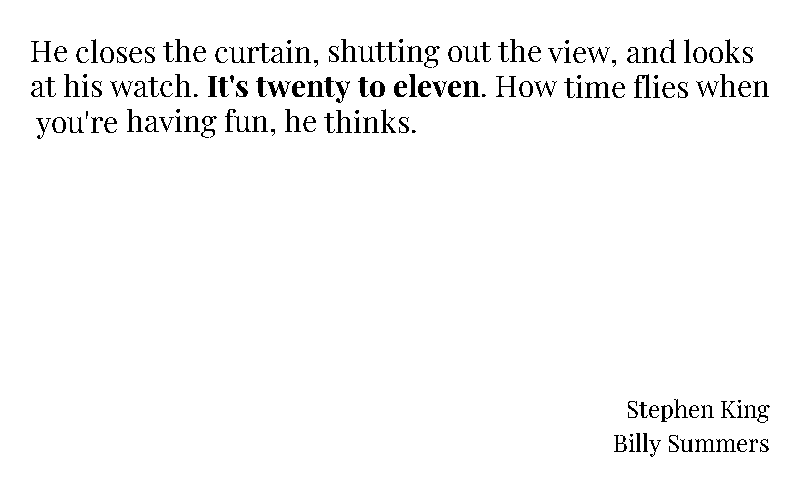 He closes the curtain, shutting out the view, and looks
at his watch. It's twenty to eleven. How time flies when
you're having fun, he thinks.
Stephen King
Billy Summers